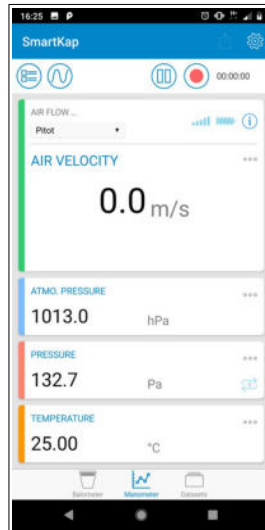 16:25
SmartKap
00:00:00
AIR FLOW ...
Pitot
AIR VELOCITY
0.0 m/s
ATMO. PRESSURE
1013.0 hPa
PRESSURE
132.7 Pa
TEMPERATURE
25.00 °C
Manometer Datasets